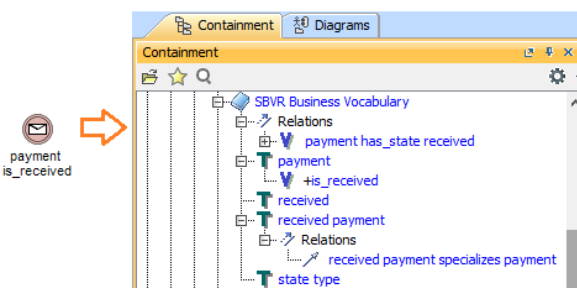 Containment
Diagrams
Containment
SBVR Business Vocabulary
Relations
payment has_state received
payment
+is_received
received
received payment
Relations
received payment specializes payment
state type
payment
is_received